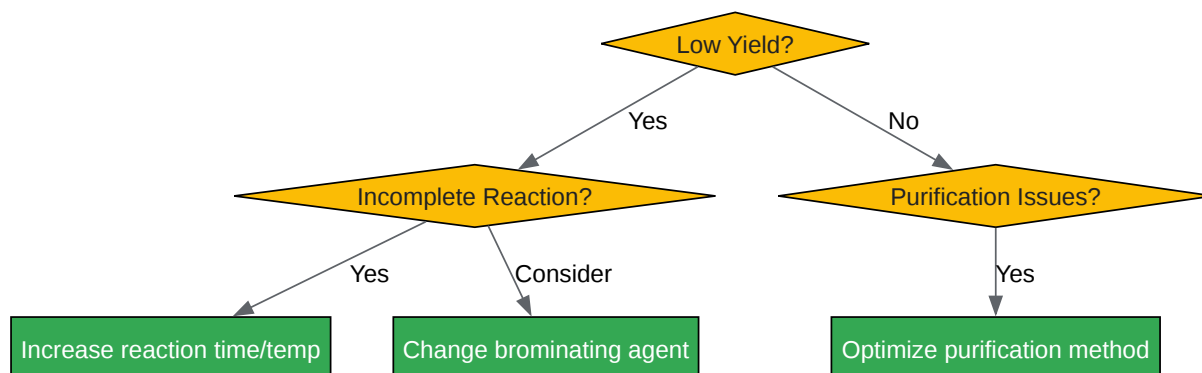 Low Yield?
Yes
No
Incomplete Reaction?
Purification Issues?
Yes
Consider
Yes
Increase reaction time/temp
Change brominating agent
Optimize purification method